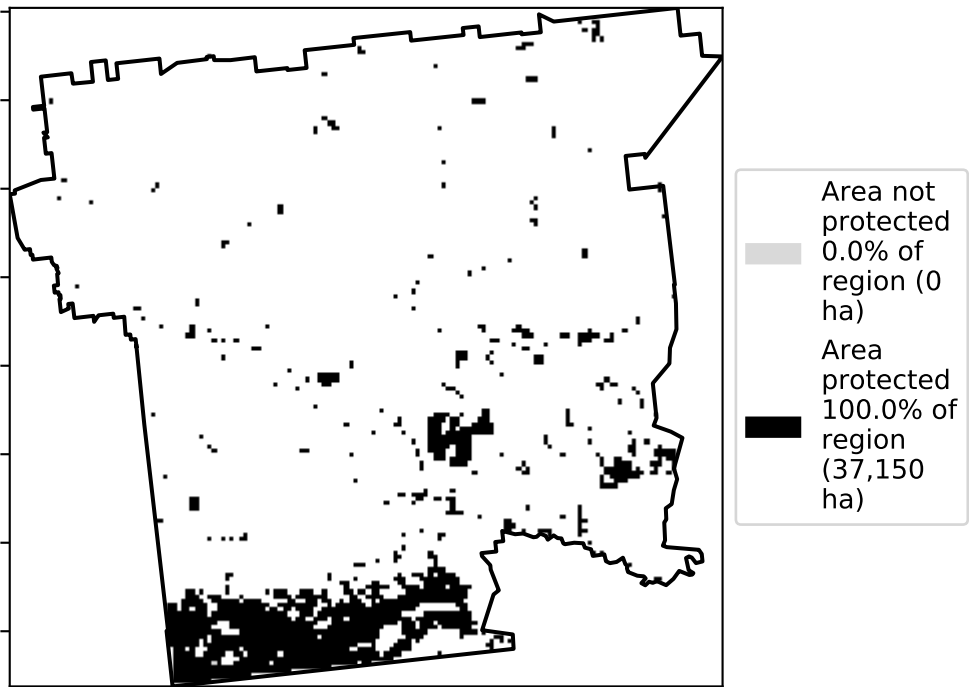 Area not
protected
0.0% of
region (0
ha)
Area
protected
100.0% of
region
(37,150
ha)